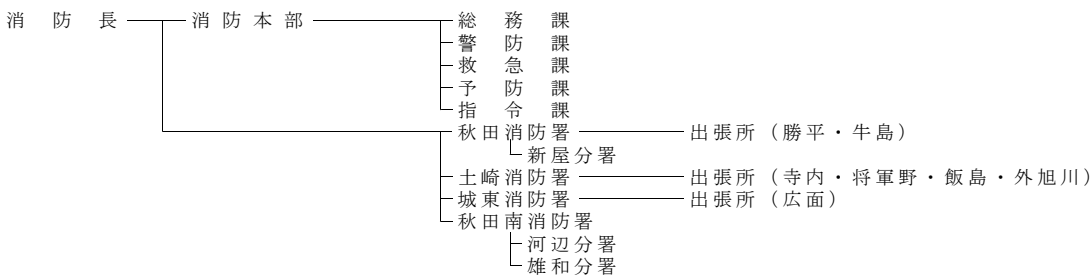 消防長 消防本部 総務課
警防課
救急課
予防課
指令課
秋田消防署 出張所（勝平・牛島）
新屋分署
土崎消防署 出張所（寺内・将軍野・飯島・外旭川）
城東消防署 出張所（広面）
秋田南消防署
河辺分署
雄和分署